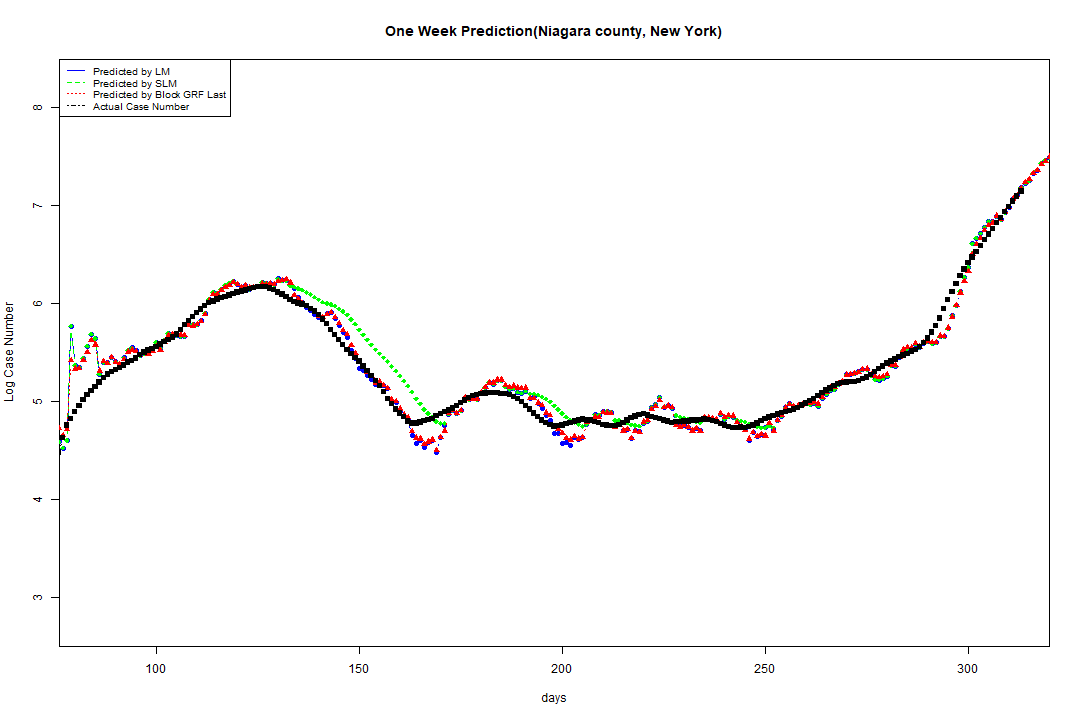 One Week Prediction(Niagara county, New York)
Predicted by LM
Predicted by SLM
Predicted by Block GRF Last
Actual Case Number
8
7
6
5
4
3
Log Case Number
100 150 200 250 300
days